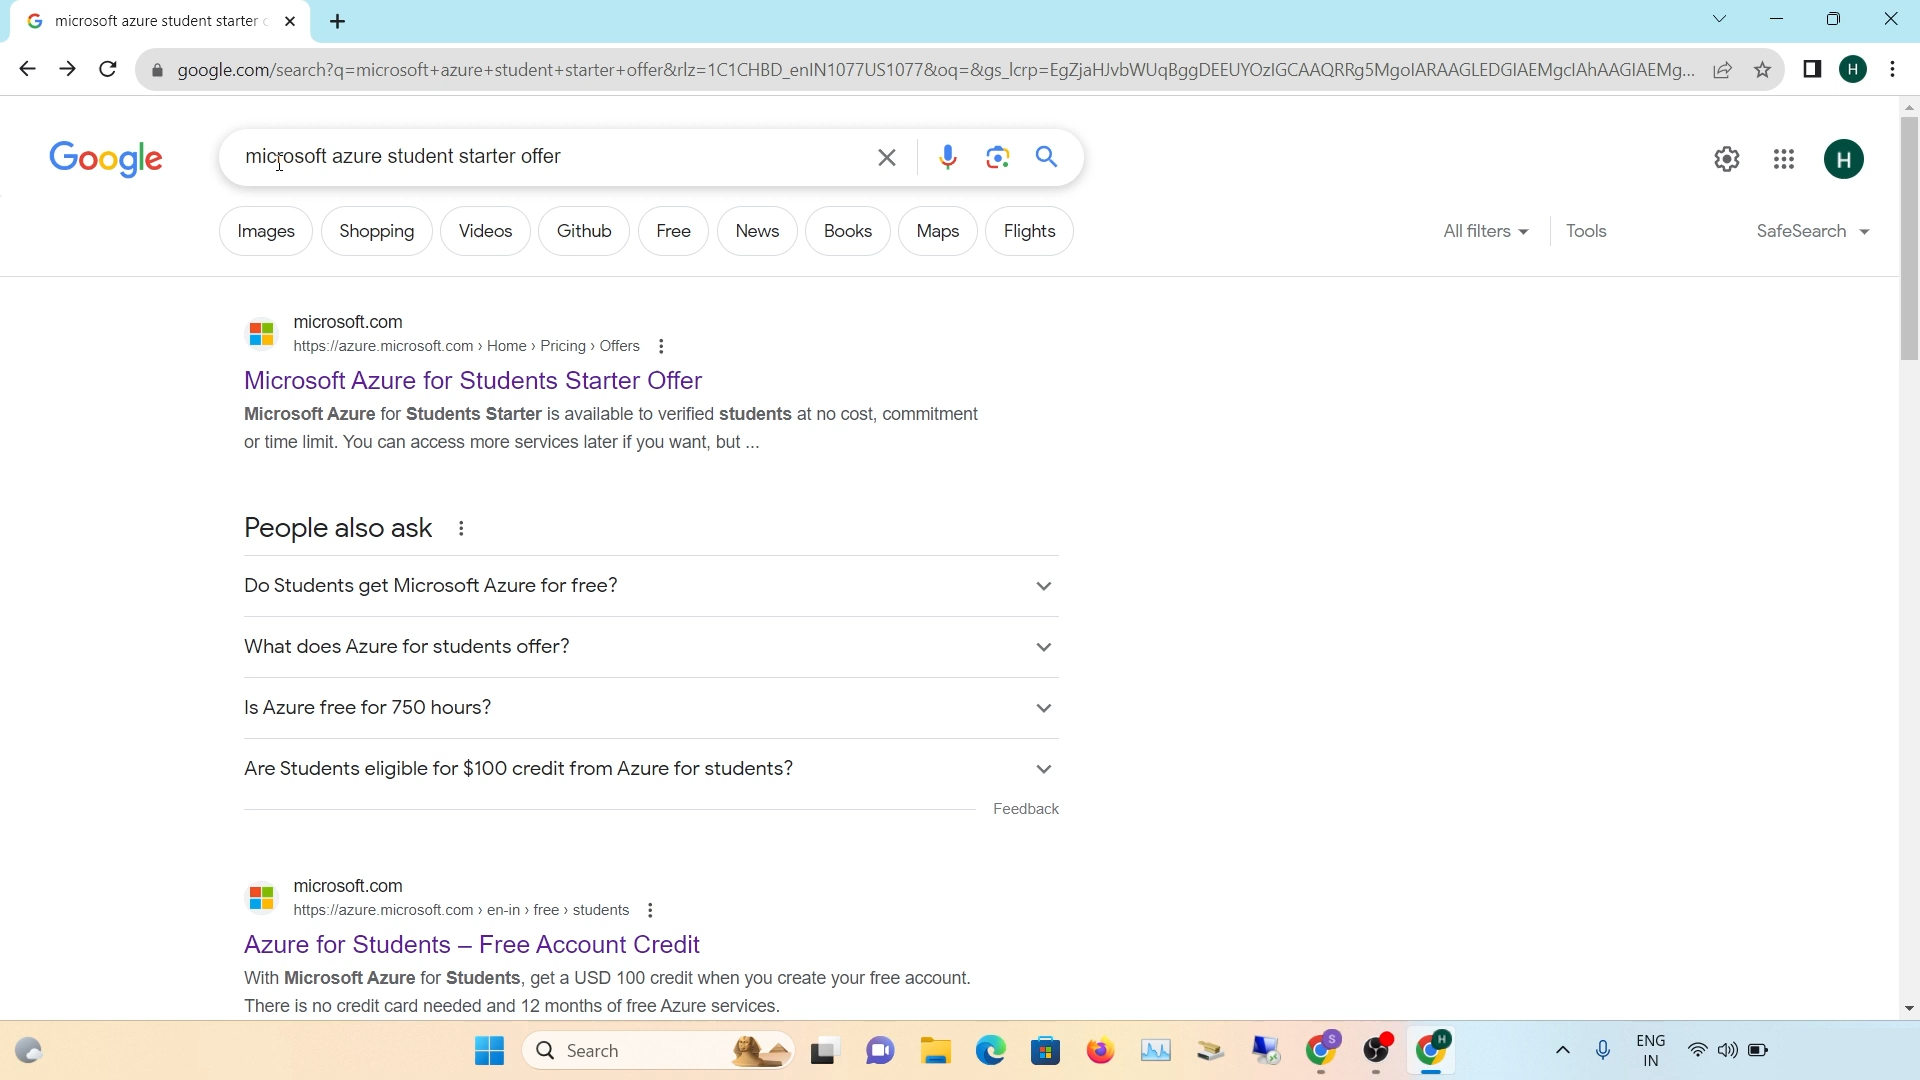 microsoft azure student starter
google.com/search?q=microsoft+azure+student+starter+offer&rlz=1C1CHBD_enIN1077US1077&oq=&gs_lcrp=EgZjaHJvbWUqBggDEEUYOzIGCAAQRRg5MgoIARAAGLEDGIAEMgcIAhAAGIAEMg...
H
Google
microsoft azure student starter offer
H
Images
Shopping
Videos
Github
Free
News
Books
Maps
Flights
All filters
Tools
SafeSearch
microsoft.com
https://azure.microsoft.com › Home › Pricing › Offers
Microsoft Azure for Students Starter Offer
Microsoft Azure for Students Starter is available to verified students at no cost, commitment
or time limit. You can access more services later if you want, but ...
People also ask
Do Students get Microsoft Azure for free?
What does Azure for students offer?
Is Azure free for 750 hours?
Are Students eligible for $100 credit from Azure for students?
Feedback
microsoft.com
https://azure.microsoft.com › en-in › free › students
Azure for Students – Free Account Credit
With Microsoft Azure for Students, get a USD 100 credit when you create your free account.
There is no credit card needed and 12 months of free Azure services.
Search
S
H
ENG
IN